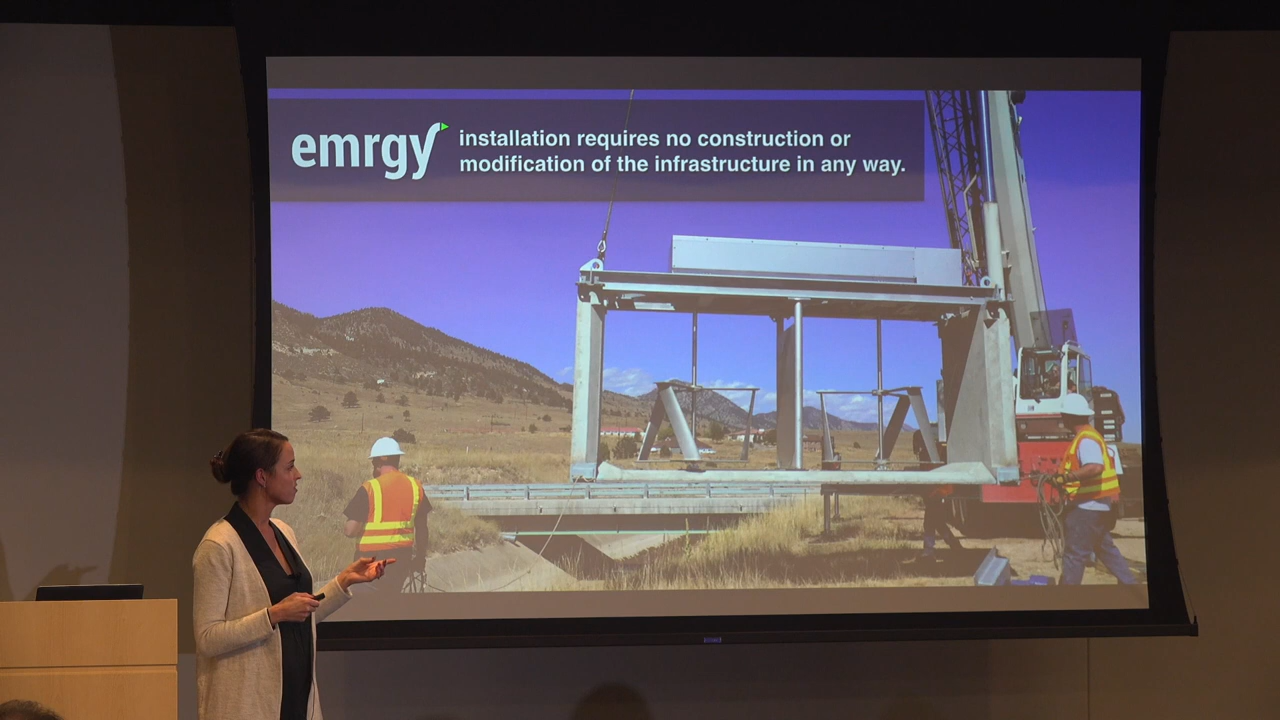 emrgy
installation requires no construction or
modification of the infrastructure in any way.